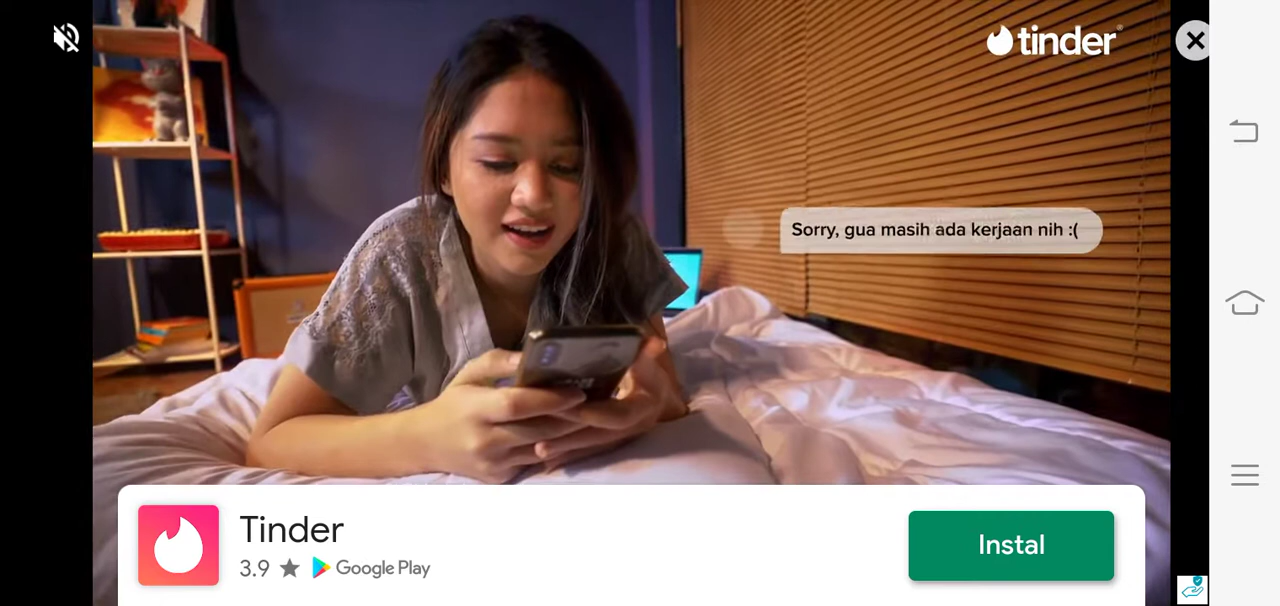 tinder
Sorry, gua masih ada kerjaan nih :(
Tinder
3.9 ★ Google Play
Instal